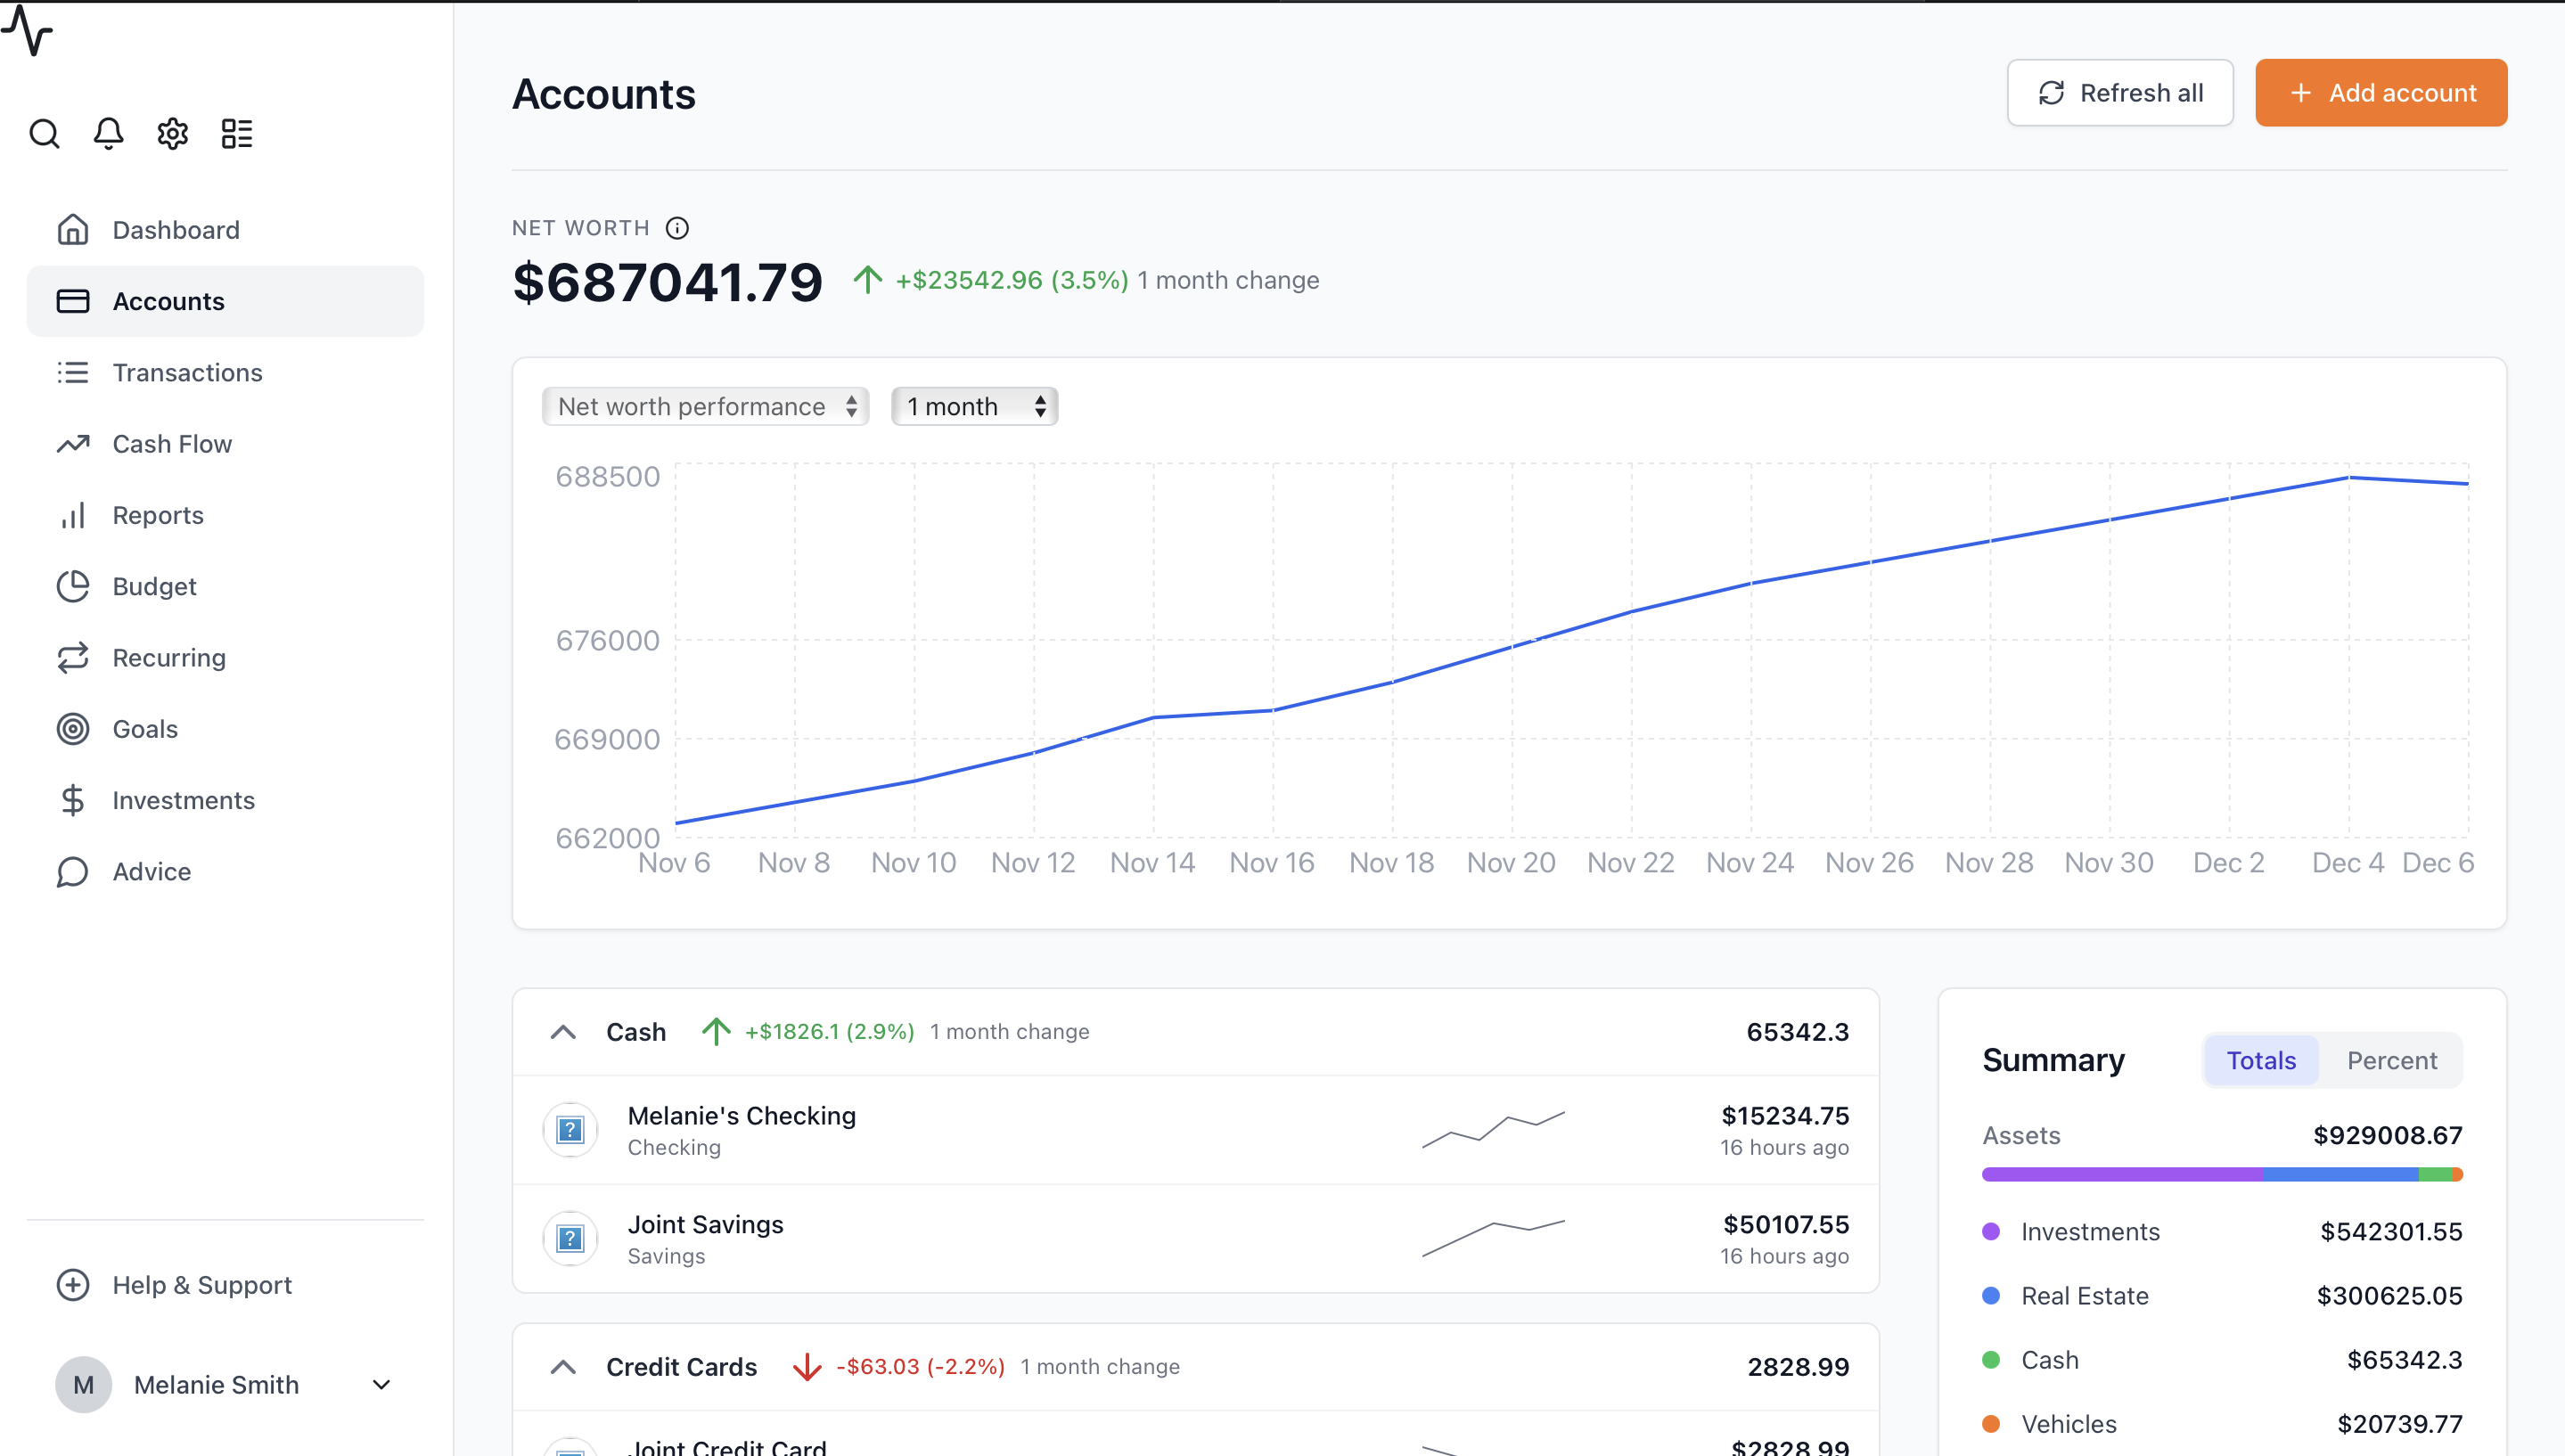 Dashboard
Accounts
Transactions
Cash Flow
Reports
Budget
Recurring
Goals
Investments
Advice
Help & Support
M Melanie Smith
Accounts
Refresh all
Add account
NET WORTH
$687041.79 +$23542.96 (3.5%) 1 month change
Net worth performance 1 month
688500
676000
669000
662000
Nov 6 Nov 8 Nov 10 Nov 12 Nov 14 Nov 16 Nov 18 Nov 20 Nov 22 Nov 24 Nov 26 Nov 28 Nov 30 Dec 2 Dec 4 Dec 6
Cash +$1826.1 (2.9%) 1 month change 65342.3
Melanie's Checking $15234.75
Checking 16 hours ago
Joint Savings $50107.55
Savings 16 hours ago
Credit Cards -$63.03 (-2.2%) 1 month change 2828.99
Joint Credit Card $2828.99
Summary Totals Percent
Assets $929008.67
Investments $542301.55
Real Estate $300625.05
Cash $65342.3
Vehicles $20739.77